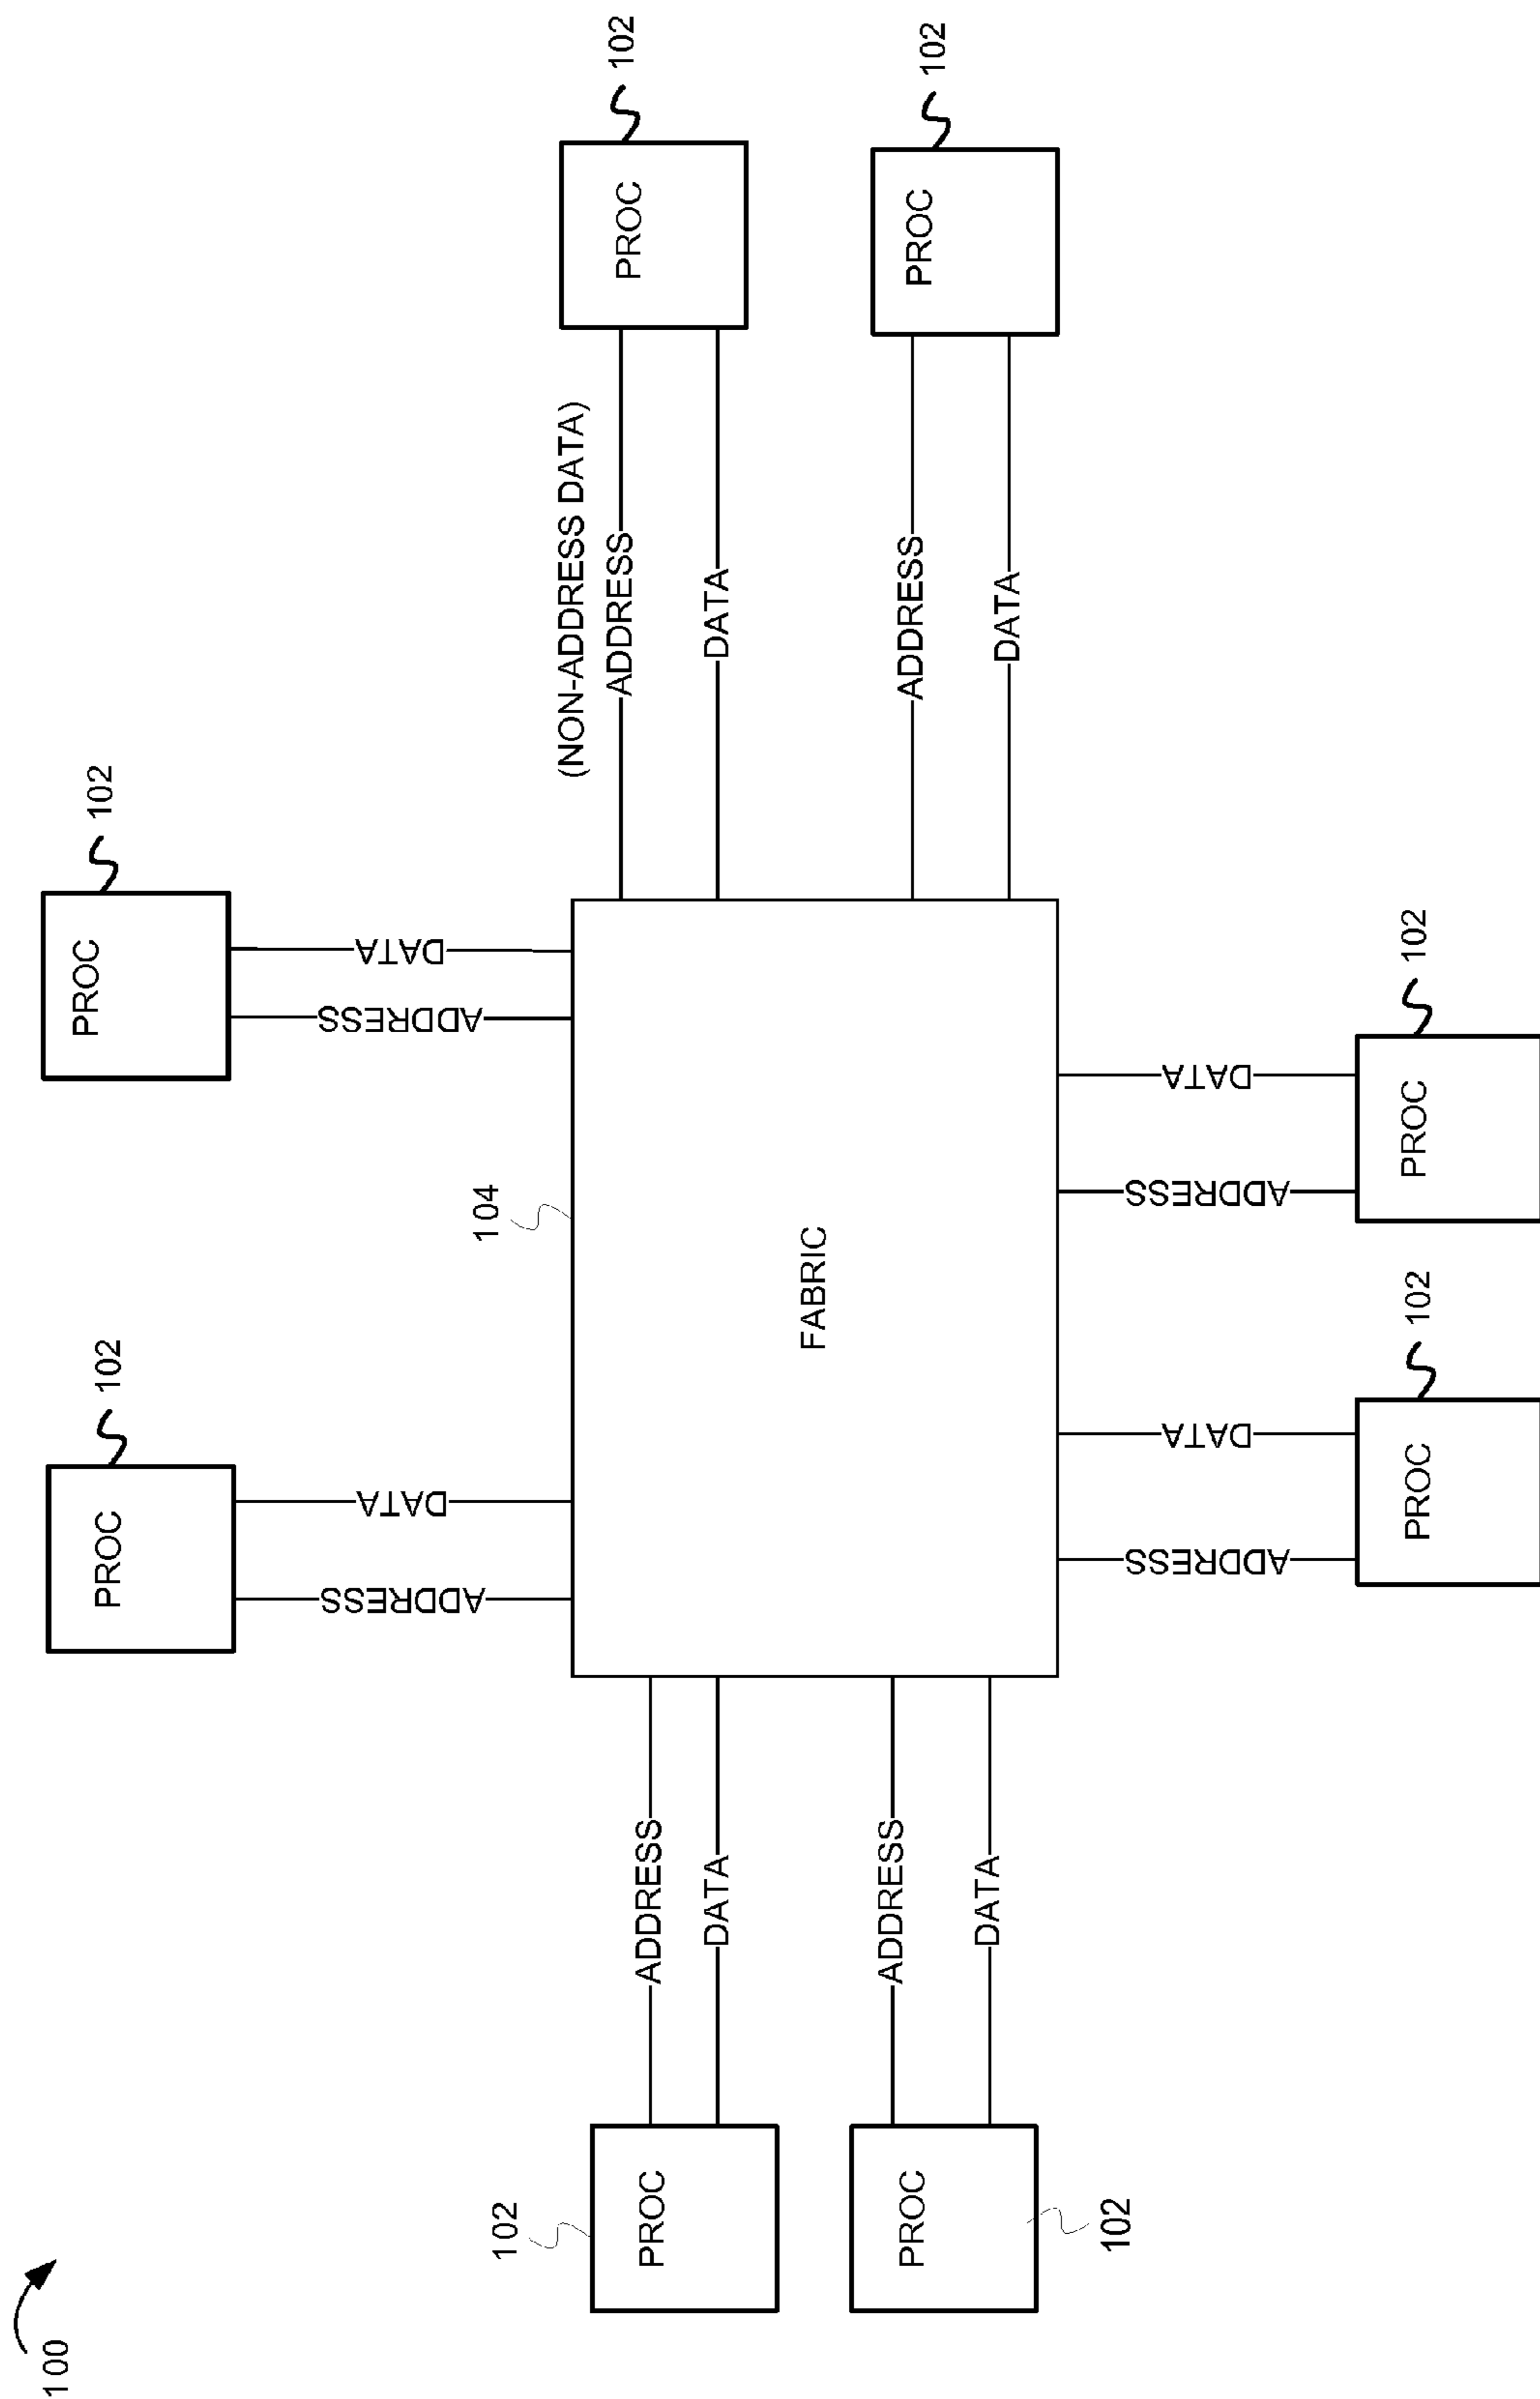 100
PROC
102
PROC
102
ADDRESS
DATA
ADDRESS
DATA
102
104
(NON-ADDRESS DATA)
PROC
ADDRESS
ADDRESS
PROC
102
DATA
DATA
FABRIC
PROC
ADDRESS
ADDRESS
PROC
102
DATA
DATA
102
ADDRESS
DATA
ADDRESS
DATA
PROC
102
PROC
102